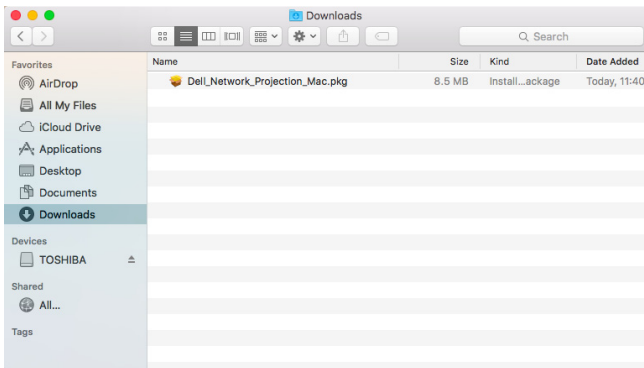 Downloads
Search
Favorites
AirDrop
All My Files
iCloud Drive
Applications
Desktop
Documents
Downloads
Devices
TOSHIBA
Shared
All...
Tags
Name Size Kind Date Added
Dell_Network_Projection_Mac.pkg 8.5 MB Install...ackage Today, 11:40